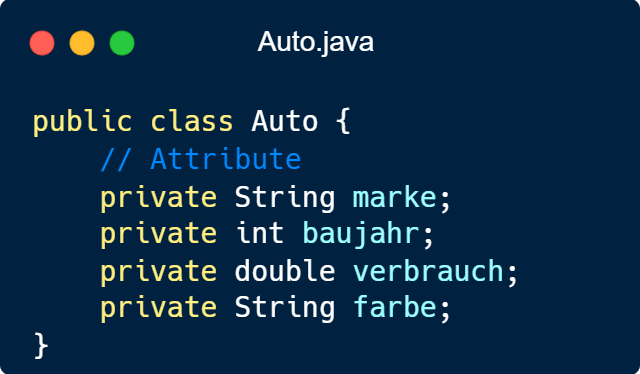 Auto.java
public class Auto {
    // Attribute
    private String marke;
    private int baujahr;
    private double verbrauch;
    private String farbe;
}